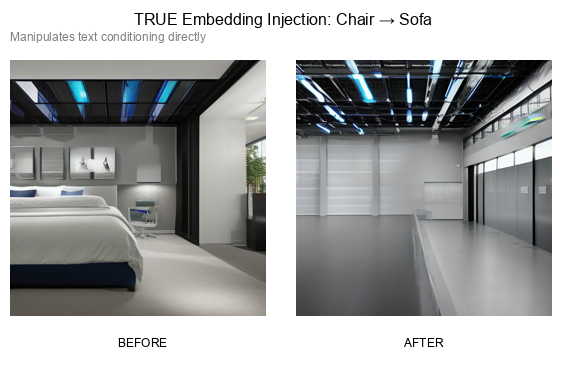 TRUE Embedding Injection: Chair → Sofa
Manipulates text conditioning directly
BEFORE
AFTER